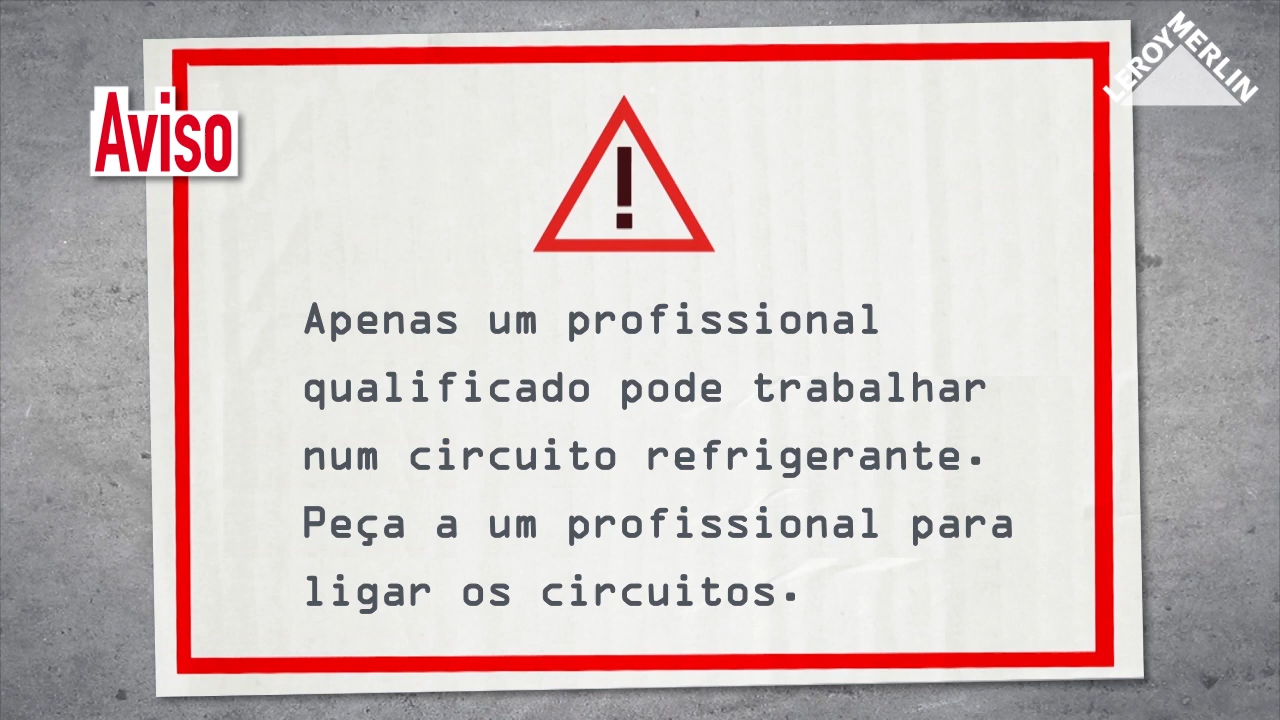 LEROY MERLIN
Aviso
!
Apenas um profissional
qualificado pode trabalhar
num circuito refrigerante.
Peça a um profissional para
ligar os circuitos.